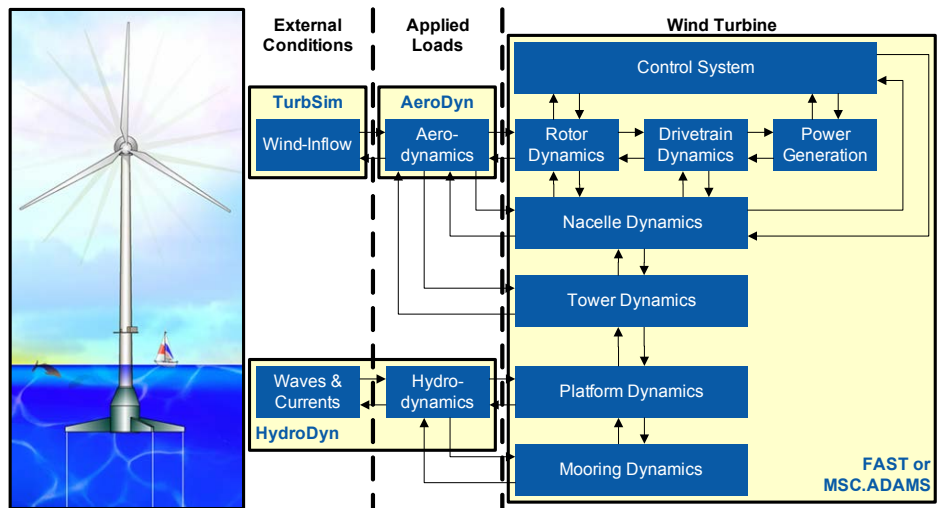 External
Conditions
Applied
Loads
Wind Turbine
Control System
TurbSim
AeroDyn
Wind-Inflow
Aero-
dynamics
Rotor
Dynamics
Drivetrain
Dynamics
Power
Generation
Nacelle Dynamics
Tower Dynamics
Waves &
Currents
Hydro-
dynamics
Platform Dynamics
HydroDyn
Mooring Dynamics
FAST or
MSC.ADAMS